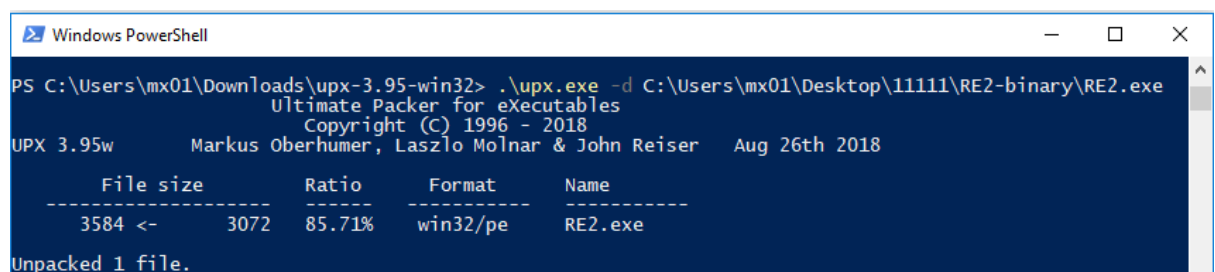 Windows PowerShell
PS C:\Users\mx01\Downloads\upx-3.95-win32> .\upx.exe -d C:\Users\mx01\Desktop\11111\RE2-binary\RE2.exe
Ultimate Packer for eXecutables
Copyright (C) 1996 - 2018
UPX 3.95w Markus Oberhumer, Laszlo Molnar & John Reiser Aug 26th 2018
File size Ratio Format Name
-------------------- ------ ----------- -----------
3584 <- 3072 85.71% win32/pe RE2.exe
Unpacked 1 file.